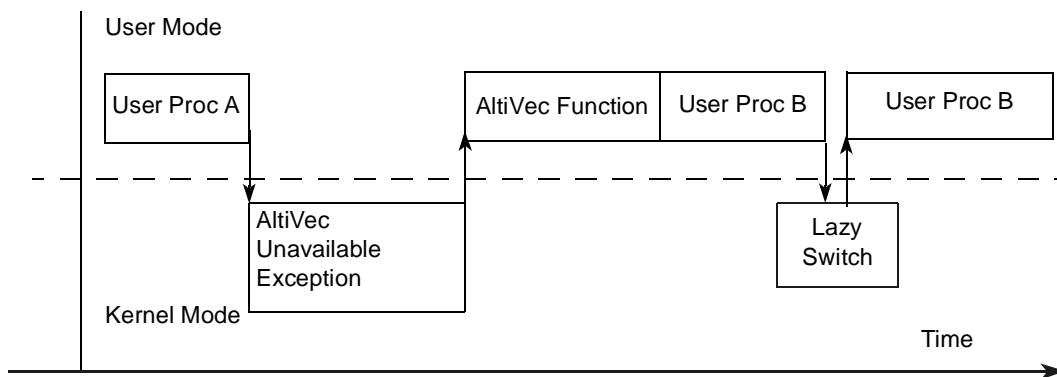 User Mode
User Proc A
AltiVec Function
User Proc B
User Proc B
AltiVec
Unavailable
Exception
Lazy
Switch
Kernel Mode
Time